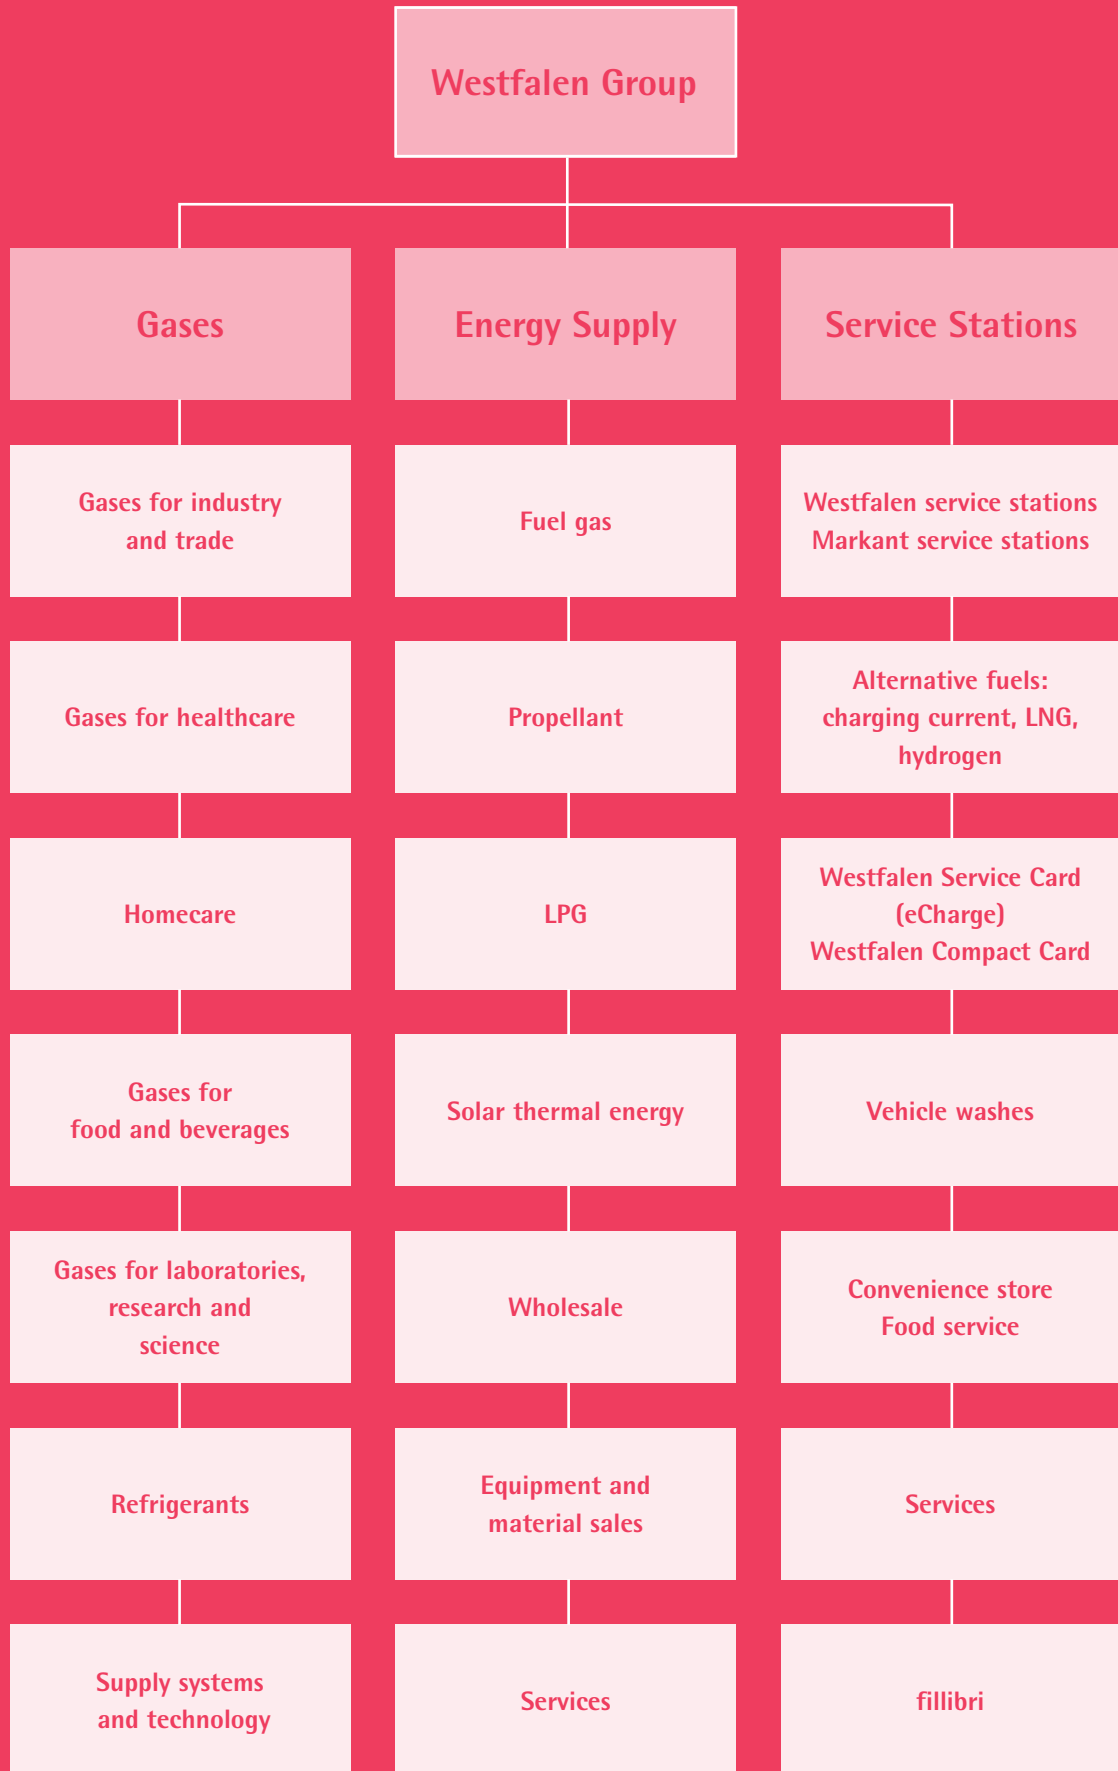 Westfalen Group
Gases
Energy Supply
Service Stations
Gases for industry
and trade
Fuel gas
Westfalen service stations
Markant service stations
Gases for healthcare
Propellant
Alternative fuels:
charging current, LNG,
hydrogen
Homecare
LPG
Westfalen Service Card
(eCharge)
Westfalen Compact Card
Gases for
food and beverages
Solar thermal energy
Vehicle washes
Gases for laboratories,
research and
science
Wholesale
Convenience store
Food service
Refrigerants
Equipment and
material sales
Services
Supply systems
and technology
Services
fillibri